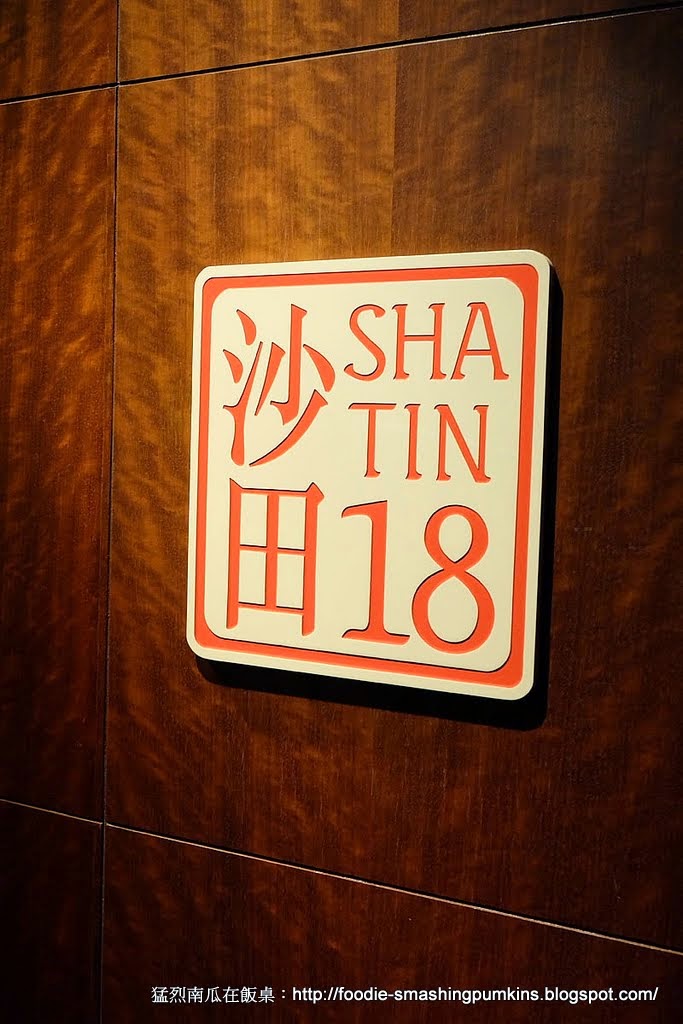 沙田
SHA
TIN
18
猛烈南瓜在飯桌：http://foodie-smashingpumkins.blogspot.com/